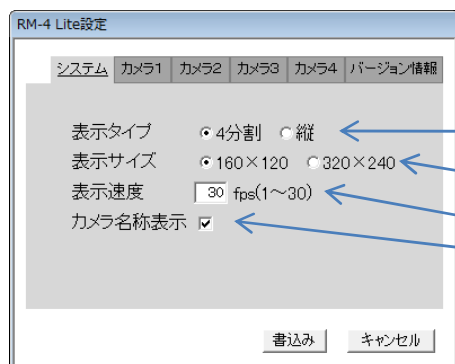 RM-4 Lite設定
システム カメラ1 カメラ2 カメラ3 カメラ4 バージョン情報
表示タイプ 4分割 縦
表示サイズ 160×120 320×240
表示速度 30 fps(1～30)
カメラ名称表示
書込み キャンセル